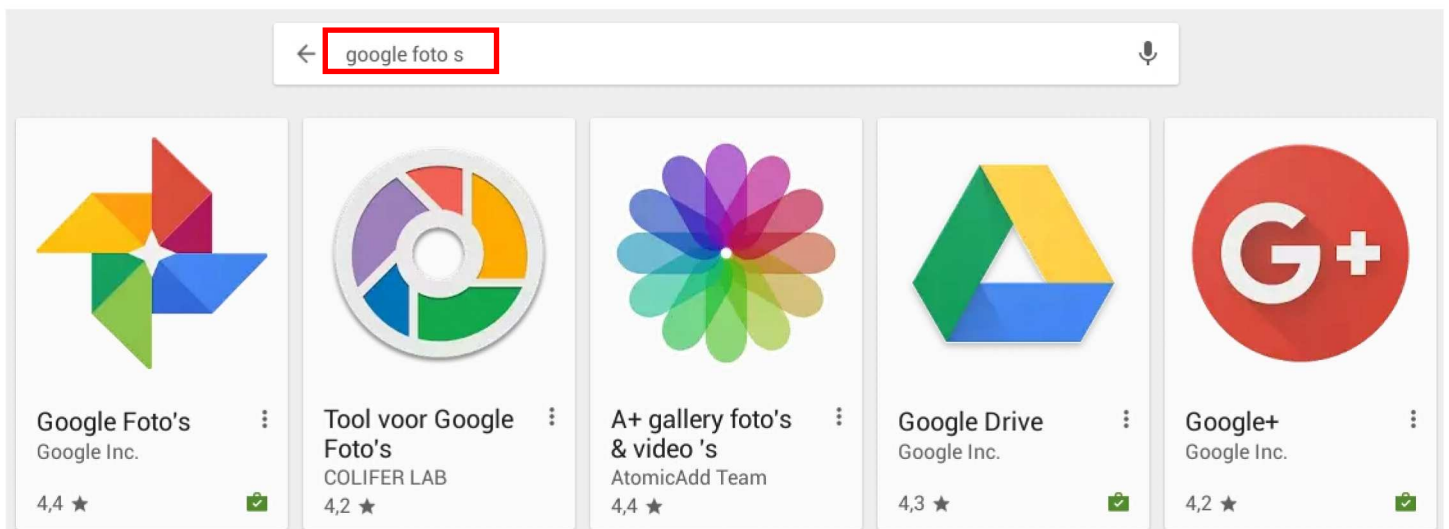 google foto s
Google Foto's
Google Inc.
4,4
Tool voor Google
Foto's
COLIFER LAB
4,2
A+ gallery foto's
& video 's
AtomicAdd Team
4,4
Google Drive
Google Inc.
4,3
G+
Google+
Google Inc.
4,2